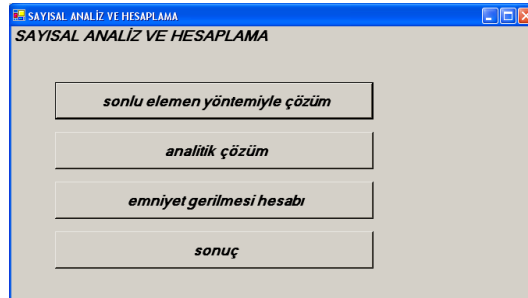 SAYISAL ANALİZ VE HESAPLAMA
SAYISAL ANALİZ VE HESAPLAMA
sonlu elemen yöntemiyle çözüm
analitik çözüm
emniyet gerilmesi hesabı
sonuç